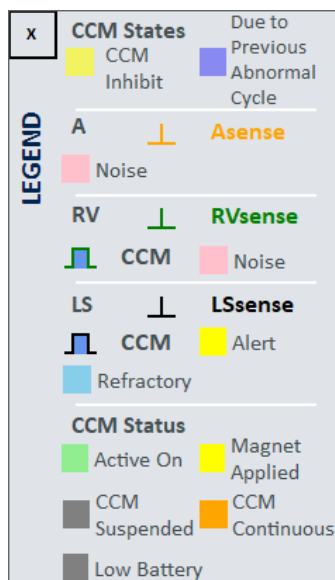 X
LEGEND
CCM States
CCM
Inhibit
Due to
Previous
Abnormal
Cycle
A
Asense
Noise
RV
RVsense
CCM
Noise
LS
LSsense
CCM
Alert
Refractory
CCM Status
Active On
Magnet
Applied
CCM
Suspended
CCM
Continuous
Low Battery